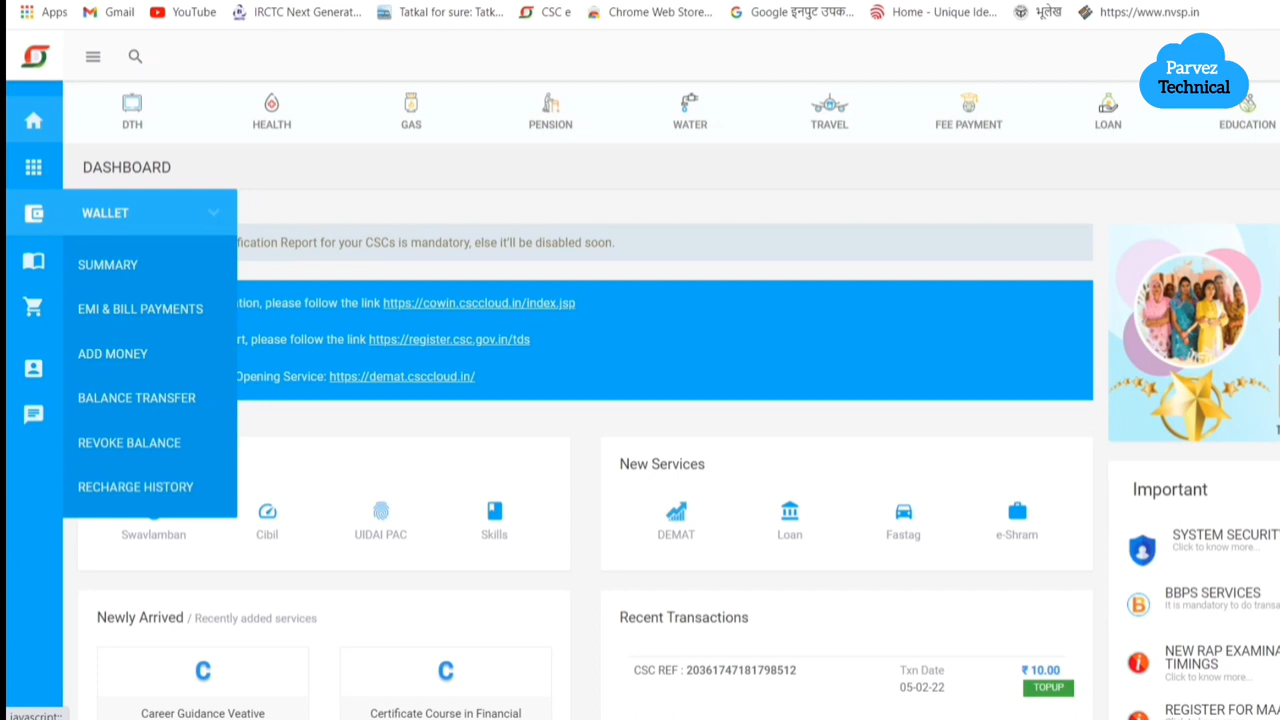 Apps
Gmail
YouTube
IRCTC Next Generat...
Tatkal for sure: Tatk...
CSC e
Chrome Web Store...
Google इनपुट उपक...
Home - Unique Ide...
भूलेख
https://www.nvsp.in
Parvez
Technical
DTH
HEALTH
GAS
PENSION
WATER
TRAVEL
FEE PAYMENT
LOAN
EDUCATION
DASHBOARD
WALLET
SUMMARY
EMI & BILL PAYMENTS
ADD MONEY
BALANCE TRANSFER
REVOKE BALANCE
RECHARGE HISTORY
fication Report for your CSCs is mandatory, else it'll be disabled soon.
tion, please follow the link https://cowin.csccloud.in/index.jsp
rt, please follow the link https://register.csc.gov.in/tds
Opening Service: https://demat.csccloud.in/
Swavlamban
Cibil
UIDAI PAC
Skills
New Services
DEMAT
Loan
Fastag
e-Shram
Important
SYSTEM SECURIT
Click to know more...
BBPS SERVICES
It is mandatory to do transa
NEW RAP EXAMINA
TIMINGS
Click to know more...
REGISTER FOR MAA
Newly Arrived / Recently added services
C
Career Guidance Veative
C
Certificate Course in Financial
Recent Transactions
CSC REF : 20361747181798512
Txn Date
05-02-22
₹ 10.00
TOPUP
javascript:;